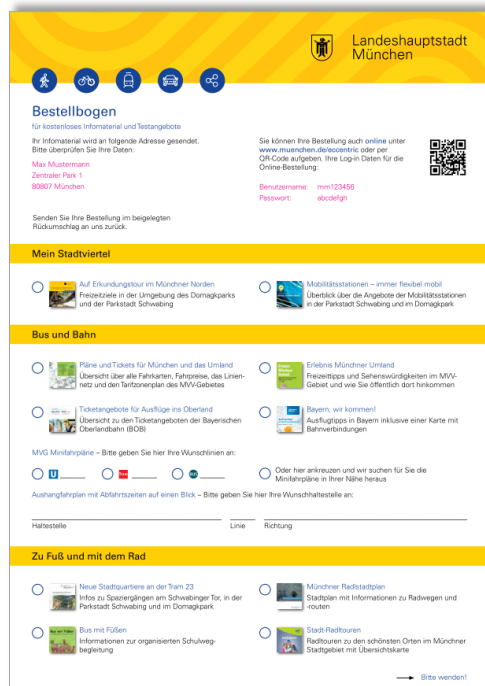 Landeshauptstadt
München
Bestellbogen
für kostenloses Infomaterial und Testangebote
Ihr Infomaterial wird an folgende Adresse gesendet.
Bitte überprüfen Sie Ihre Daten:
Max Mustermann
Zentraler Park 1
80807 München
Senden Sie Ihre Bestellung im beigelegten
Rückumschlag an uns zurück.
Sie können Ihre Bestellung auch online unter
www.muenchen.de/eccentric oder per
QR-Code aufgeben. Ihre Log-in Daten für die
Online-Bestellung:
Benutzername: mm123456
Passwort: abcdefgh
Mein Stadtviertel
Auf Erkundungstour im Münchner Norden
Freizeitziele in der Umgebung des Domagkparks
und der Parkstadt Schwabing
Mobilitätsstationen – immer flexibel mobil
Überblick über die Angebote der Mobilitätsstationen
in der Parkstadt Schwabing und im Domagkpark
Bus und Bahn
Pläne und Tickets für München und das Umland
Übersicht über alle Fahrkarten, Fahrpreise, das Linien-
netz und den Tarifzonenplan des MVV-Gebietes
Erlebnis Münchner Umland
Freizeittipps und Sehenswürdigkeiten im MVV-
Gebiet und wie Sie öffentlich dort hinkommen
Ticketangebote für Ausflüge ins Oberland
Übersicht zu den Ticketangeboten der Bayerischen
Oberlandbahn (BOB)
Bayern, wir kommen!
Ausflugtipps in Bayern inklusive einer Karte mit
Bahnverbindungen
MVG Minifahrpläne – Bitte geben Sie hier Ihre Wunschlinien an:
U
Tram
BUS
Oder hier ankreuzen und wir suchen für Sie die
Minifahrpläne in Ihrer Nähe heraus
Aushangfahrplan mit Abfahrtszeiten auf einen Blick – Bitte geben Sie hier Ihre Wunschhaltestelle an:
Haltestelle Linie Richtung
Zu Fuß und mit dem Rad
Neue Stadtquartiere an der Tram 23
Infos zu Spaziergängen am Schwabinger Tor, in der
Parkstadt Schwabing und im Domagkpark
Münchner Radlstadtplan
Stadtplan mit Informationen zu Radwegen und
-routen
Bus mit Füßen
Informationen zur organisierten Schulweg-
begleitung
Stadt-Radltouren
Radltouren zu den schönsten Orten im Münchner
Stadtgebiet mit Übersichtskarte
Bitte wenden!